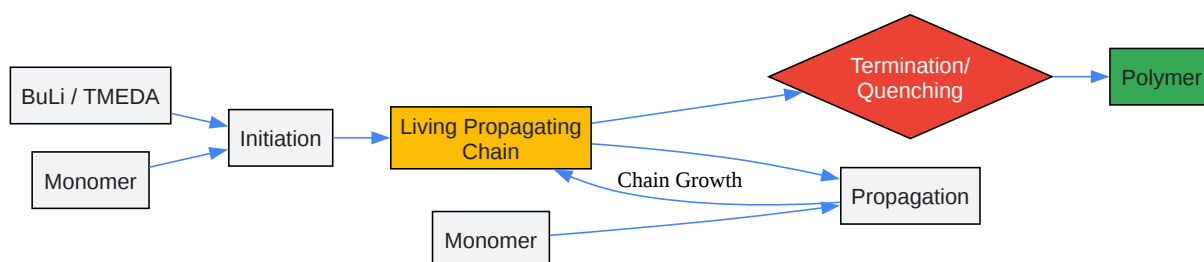 BuLi / TMEDA
Monomer
Initiation
Living Propagating
Chain
Chain Growth
Monomer
Termination/
Quenching
Propagation
Polymer